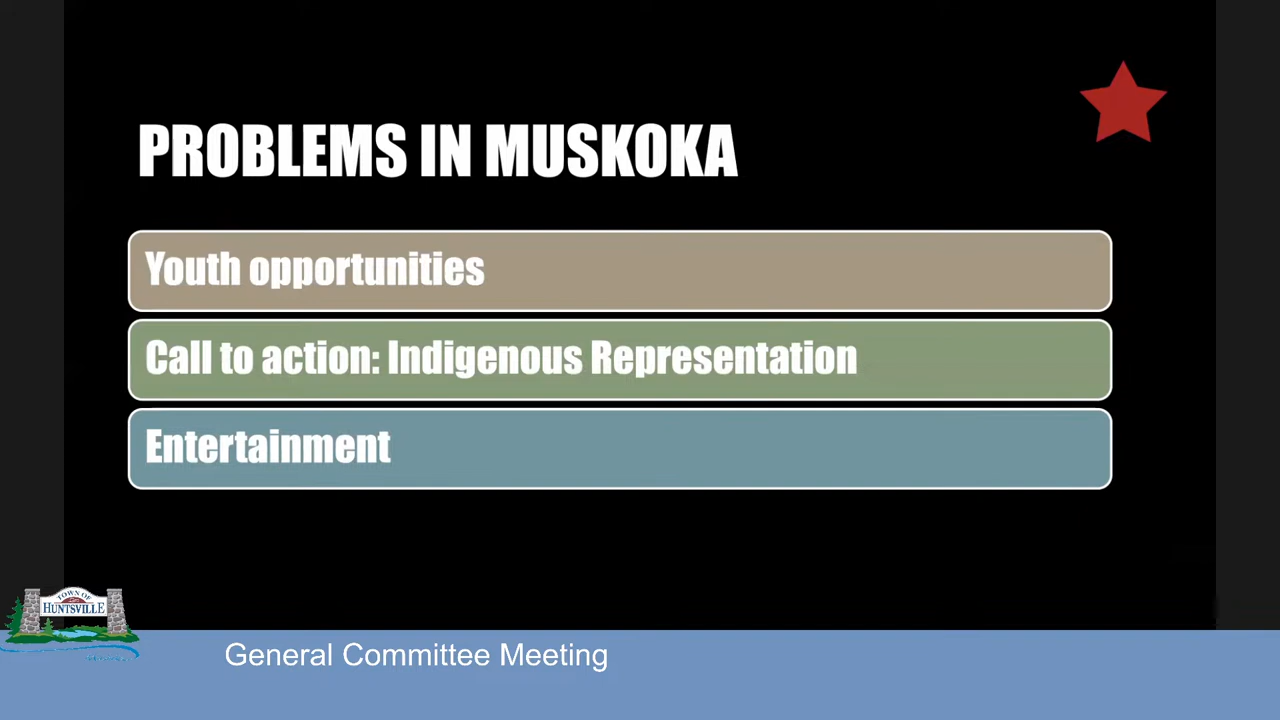 PROBLEMS IN MUSKOKA
Youth opportunities
Call to action: Indigenous Representation
Entertainment
TOWN OF
HUNTSVILLE
General Committee Meeting